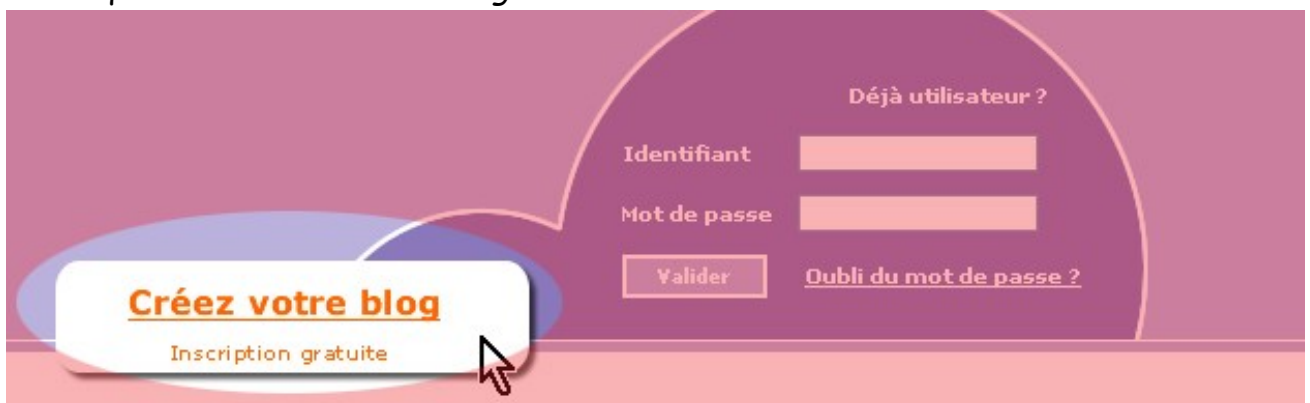 Déjà utilisateur ?
Identifiant
Mot de passe
Valider
Oubli du mot de passe ?
Créez votre blog
Inscription gratuite